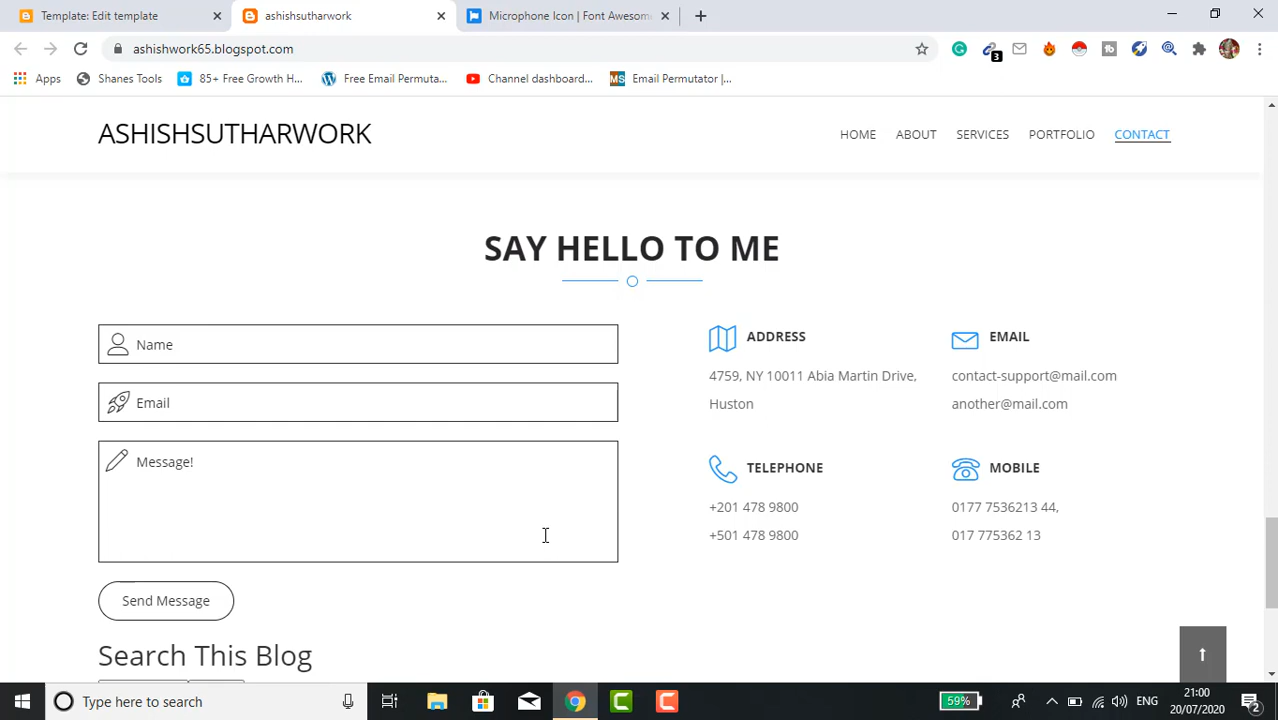 Template: Edit template
ashishsutharwork
Microphone Icon | Font Awesom
ashishwork65.blogspot.com
3
Apps
Shanes Tools
85+ Free Growth H...
Free Email Permuta...
Channel dashboard...
MS
Email Permutator |...
ASHISHSUTHARWORK
HOME
ABOUT
SERVICES
PORTFOLIO
CONTACT
SAY HELLO TO ME
Name
Email
Message!
Send Message
ADDRESS
4759, NY 10011 Abia Martin Drive,
Huston
EMAIL
contact-support@mail.com
another@mail.com
TELEPHONE
+201 478 9800
+501 478 9800
MOBILE
0177 7536213 44,
017 775362 13
Search This Blog
Type here to search
59%
ENG
21:00
20/07/2020
2